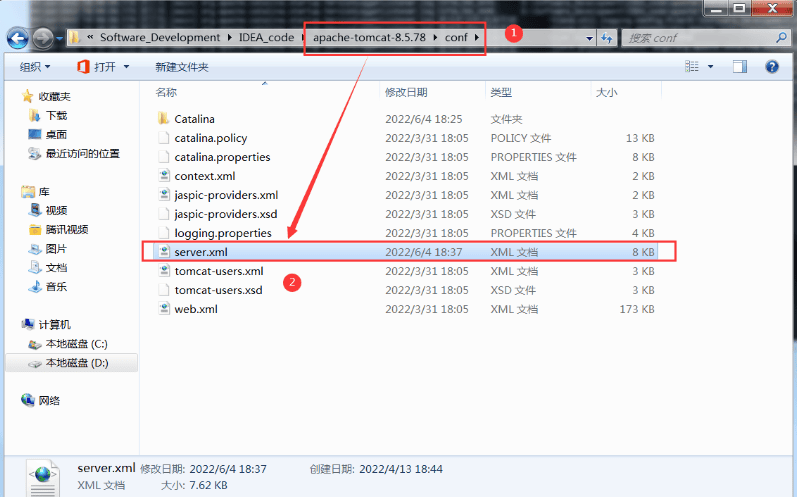 « Software_Development ▸ IDEA_code ▸ apache-tomcat-8.5.78 ▸ conf ▸ 1 搜索 conf
组织 打开 新建文件夹
名称 修改日期 类型 大小
收藏夹
下载
桌面
最近访问的位置
库
视频
腾讯视频
图片
文档
音乐
计算机
本地磁盘 (C:)
本地磁盘 (D:)
网络
Catalina 2022/6/4 18:25 文件夹
catalina.policy 2022/3/31 18:05 POLICY 文件 13 KB
catalina.properties 2022/3/31 18:05 PROPERTIES 文件 8 KB
context.xml 2022/3/31 18:05 XML 文档 2 KB
jaspic-providers.xml 2022/3/31 18:05 XML 文档 2 KB
jaspic-providers.xsd 2022/3/31 18:05 XSD 文件 3 KB
logging.properties 2022/3/31 18:05 PROPERTIES 文件 4 KB
server.xml 2022/6/4 18:37 XML 文档 8 KB
tomcat-users.xml 2022/3/31 18:05 XML 文档 3 KB
2
tomcat-users.xsd 2022/3/31 18:05 XSD 文件 3 KB
web.xml 2022/3/31 18:05 XML 文档 173 KB
server.xml 修改日期: 2022/6/4 18:37 创建日期: 2022/4/13 18:44
XML 文档 大小: 7.62 KB